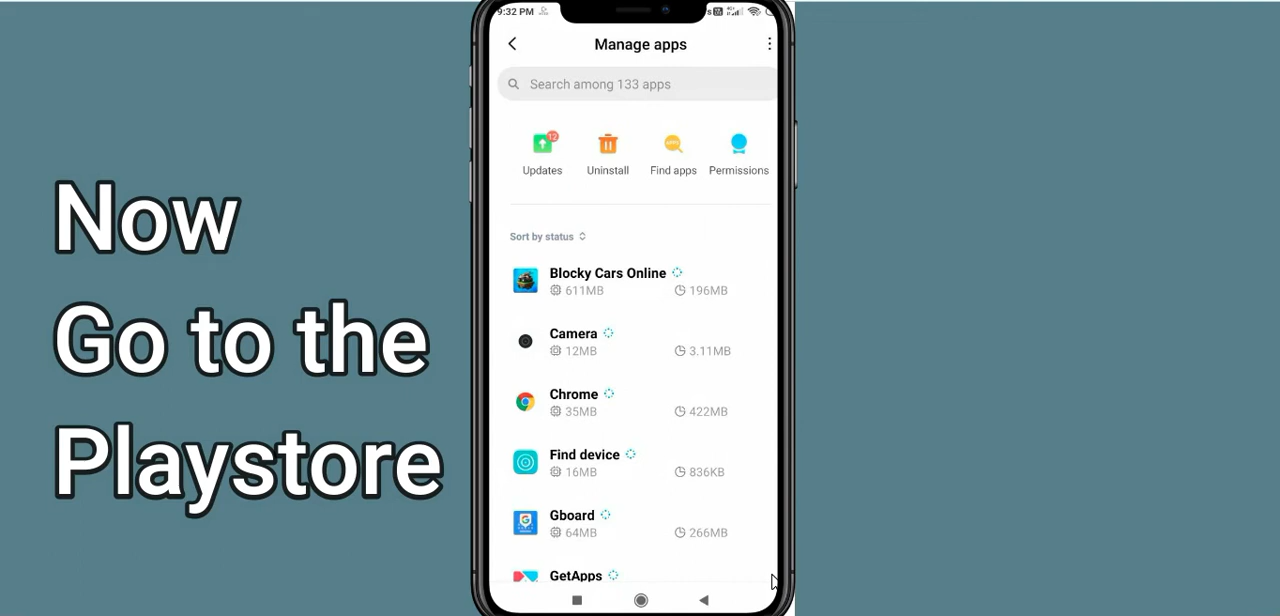 9:32 PM
Manage apps
Search among 133 apps
12
Updates
Uninstall
Find apps
Permissions
Sort by status
Blocky Cars Online
611MB
196MB
Camera
12MB
3.11MB
Chrome
35MB
422MB
Find device
16MB
836KB
Gboard
64MB
266MB
GetApps
Now
Go to the
Playstore